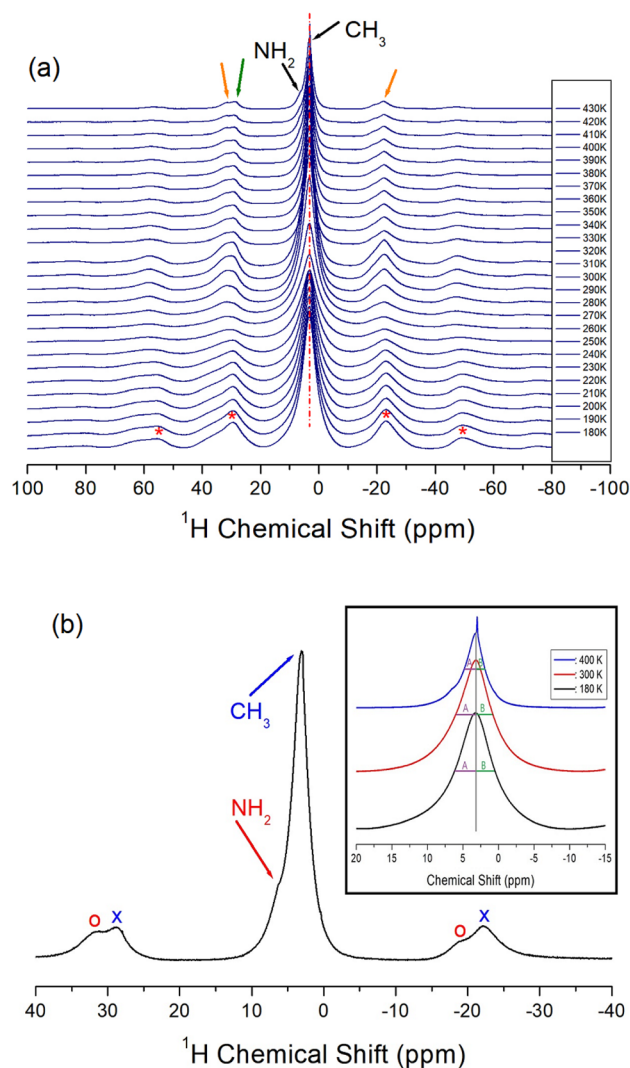 (a)
NH2
CH3
430K
420K
410K
400K
390K
380K
370K
360K
350K
340K
330K
320K
310K
300K
290K
280K
270K
260K
250K
240K
230K
220K
210K
200K
190K
180K
* * * *
100 80 60 40 20 0 -20 -40 -60 -80 -100
1H Chemical Shift (ppm)
(b)
CH3
NH2
o x
o x
A B
A B
A B
: 400 K
: 300 K
: 180 K
20 15 10 5 0 -5 -10 -15
Chemical Shift (ppm)
40 30 20 10 0 -10 -20 -30 -40
1H Chemical Shift (ppm)